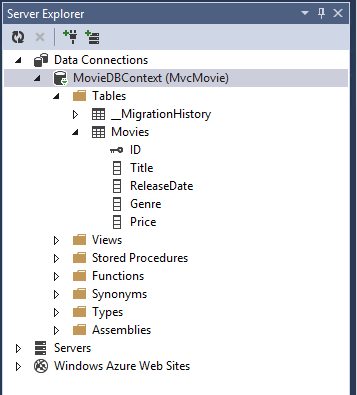 Server Explorer
Data Connections
MovieDBContext (MvcMovie)
Tables
__MigrationHistory
Movies
ID
Title
ReleaseDate
Genre
Price
Views
Stored Procedures
Functions
Synonyms
Types
Assemblies
Servers
Windows Azure Web Sites